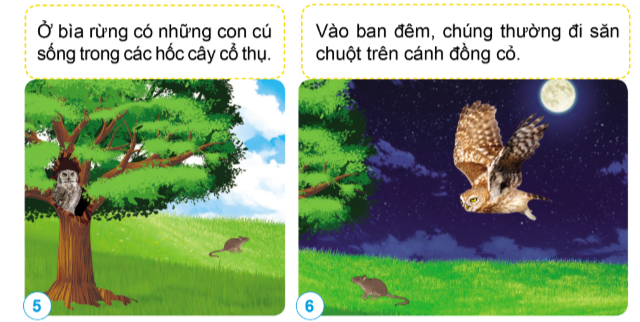 Ở bìa rừng có những con cú
sống trong các hốc cây cổ thụ.
Vào ban đêm, chúng thường đi săn
chuột trên cánh đồng cỏ.
5
6